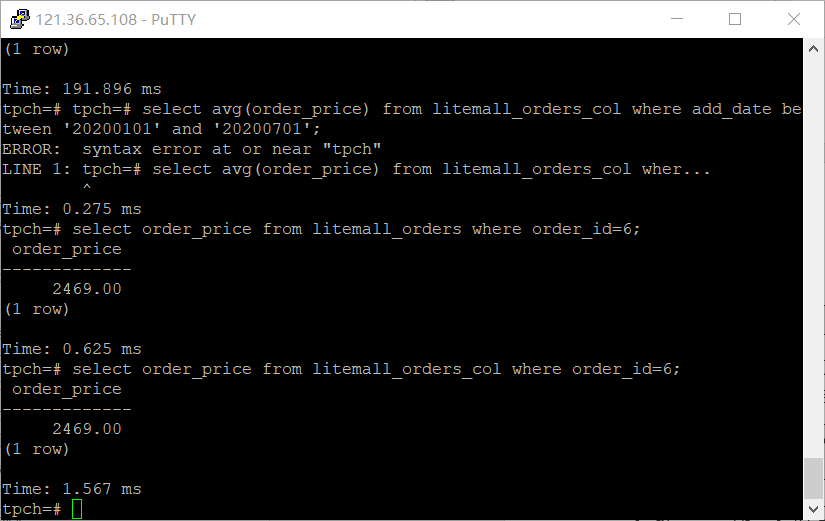 121.36.65.108 - PuTTY
(1 row)
Time: 191.896 ms
tpch=# tpch=# select avg(order_price) from litemall_orders_col where add_date be
tween '20200101' and '20200701';
ERROR:  syntax error at or near "tpch"
LINE 1: tpch=# select avg(order_price) from litemall_orders_col wher...
^
Time: 0.275 ms
tpch=# select order_price from litemall_orders where order_id=6;
order_price
-------------
2469.00
(1 row)
Time: 0.625 ms
tpch=# select order_price from litemall_orders_col where order_id=6;
order_price
-------------
2469.00
(1 row)
Time: 1.567 ms
tpch=#